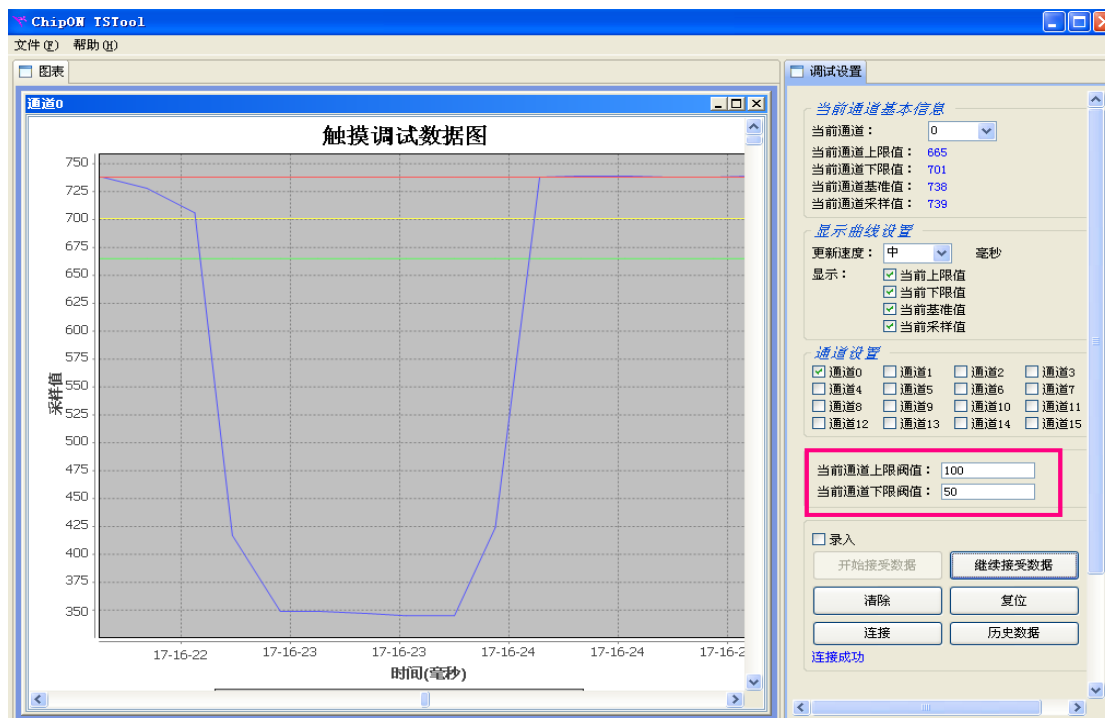 ChipON TSTool
文件(F) 帮助(H)
图表
通道0
触摸调试数据图
750
725
700
675
650
625
600
575
550
525
500
475
450
425
400
375
350
采样值
17-16-22 17-16-23 17-16-23 17-16-24 17-16-24 17-16-2
时间(毫秒)
调试设置
当前通道基本信息
当前通道: 0
当前通道上限值: 665
当前通道下限值: 701
当前通道基准值: 738
当前通道采样值: 739
显示曲线设置
更新速度: 中 毫秒
显示: 当前上限值
当前下限值
当前基准值
当前采样值
通道设置
通道0 通道1 通道2 通道3
通道4 通道5 通道6 通道7
通道8 通道9 通道10 通道11
通道12 通道13 通道14 通道15
当前通道上限阀值: 100
当前通道下限阀值: 50
录入
开始接受数据 继续接受数据
清除 复位
连接 历史数据
连接成功